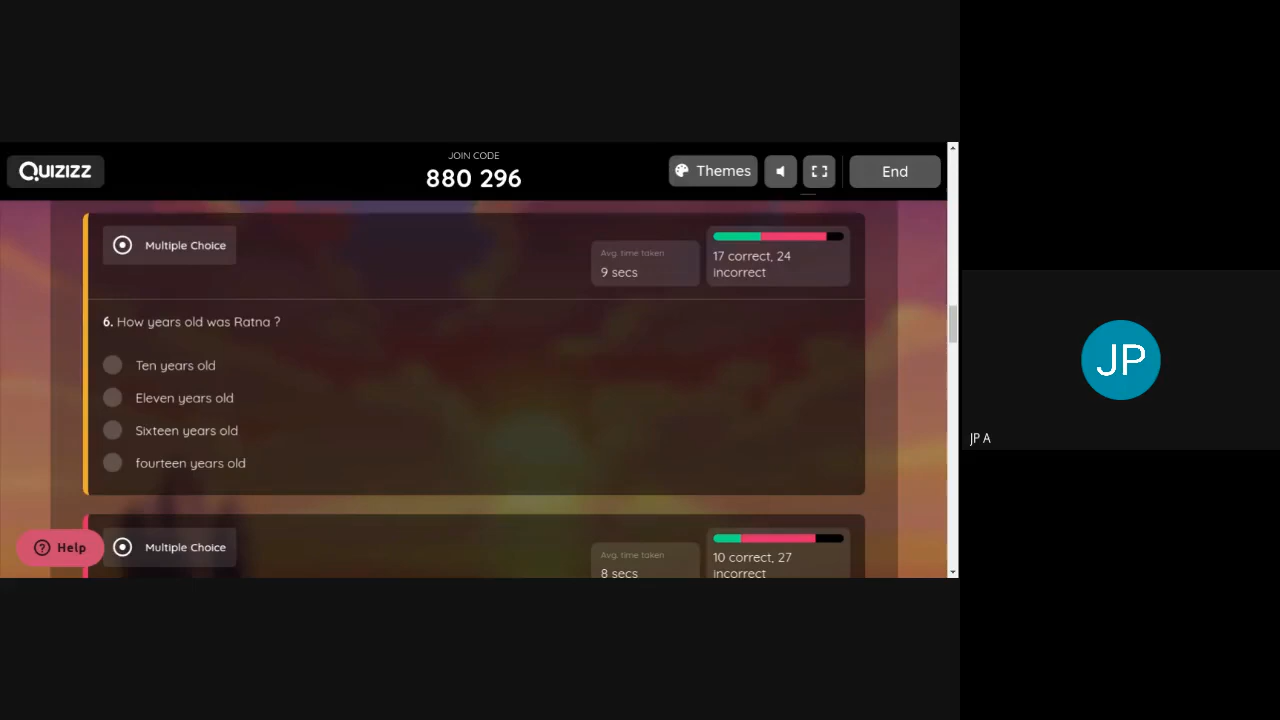 QUIZIZZ
JOIN CODE
880 296
Themes
End
Multiple Choice
Avg. time taken
9 secs
17 correct, 24
incorrect
6. How years old was Ratna ?
Ten years old
Eleven years old
Sixteen years old
fourteen years old
Help
Multiple Choice
Avg. time taken
8 secs
10 correct, 27
incorrect
JP
JP A